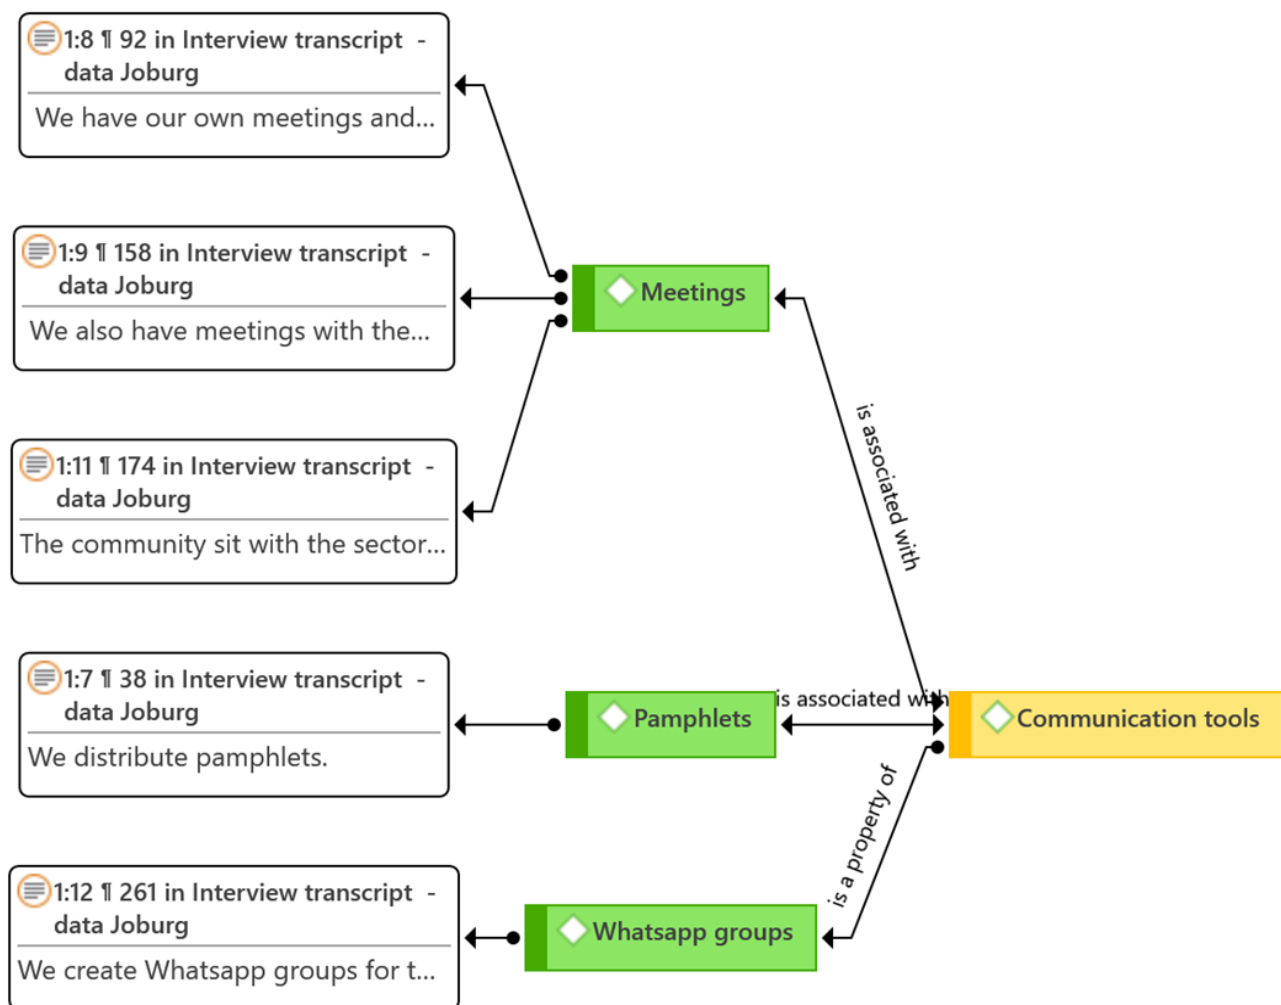 1:8 ¶ 92 in Interview transcript -
data Joburg
We have our own meetings and...
1:9 ¶ 158 in Interview transcript -
data Joburg
We also have meetings with the...
Meetings
is associated with
1:11 ¶ 174 in Interview transcript -
data Joburg
The community sit with the sector...
1:7 ¶ 38 in Interview transcript -
data Joburg
We distribute pamphlets.
Pamphlets
is associated with
Communication tools
is a property of
1:12 ¶ 261 in Interview transcript -
data Joburg
We create Whatsapp groups for t...
Whatsapp groups